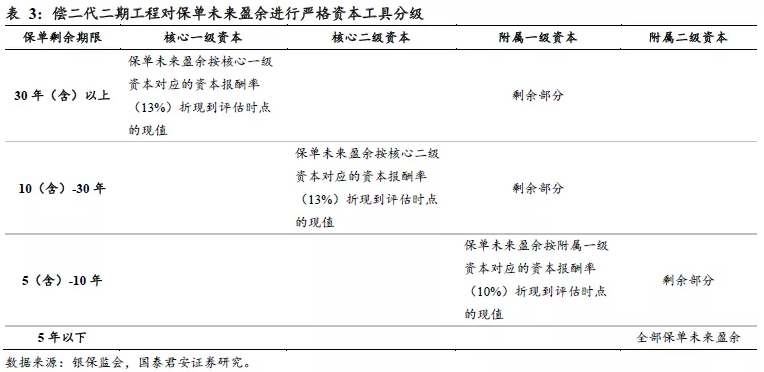 表 3：偿二代二期工程对保单未来盈余进行严格资本工具分级
保单剩余期限 核心一级资本 核心二级资本 附属一级资本 附属二级资本
30 年（含）以上
保单未来盈余按核心一级
资本对应的资本报酬率
（13%）折现到评估时点
的现值
剩余部分
10（含）-30 年
保单未来盈余按核心二级
资本对应的资本报酬率
（13%）折现到评估时点
的现值
剩余部分
5(含)-10 年
保单未来盈余按附属一级
资本对应的资本报酬率
（10%）折现到评估时点
的现值
剩余部分
5 年以下 全部保单未来盈余
数据来源：银保监会，国泰君安证券研究。